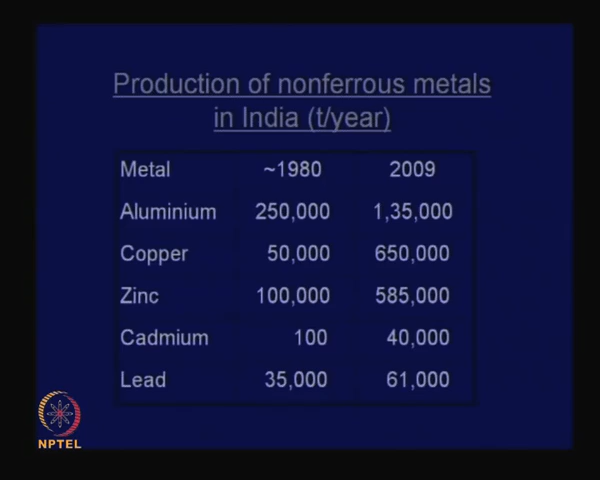 Production of nonferrous metals
in India (t/year)
Metal ~1980 2009
Aluminium 250,000 1,35,000
Copper 50,000 650,000
Zinc 100,000 585,000
Cadmium 100 40,000
Lead 35,000 61,000
NPTEL